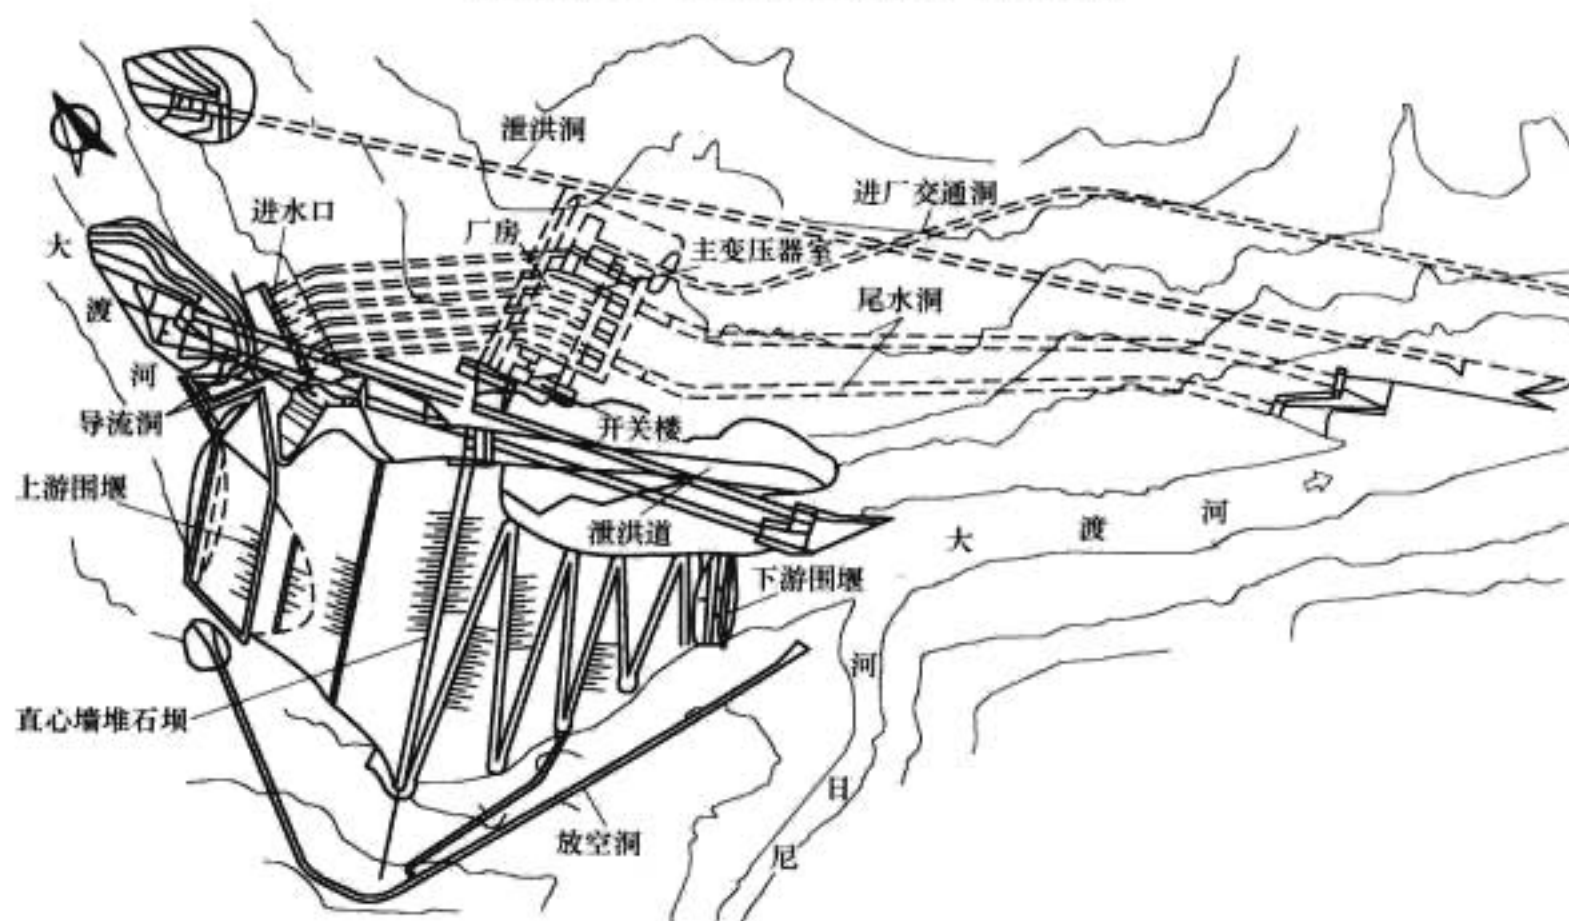 泄洪洞
进水口
厂房
进厂交通洞
主变压器室
尾水洞
大渡河
导流洞
开关楼
上游围堰
泄洪道
大渡河
下游围堰
直心墙堆石坝
放空洞
尼日河